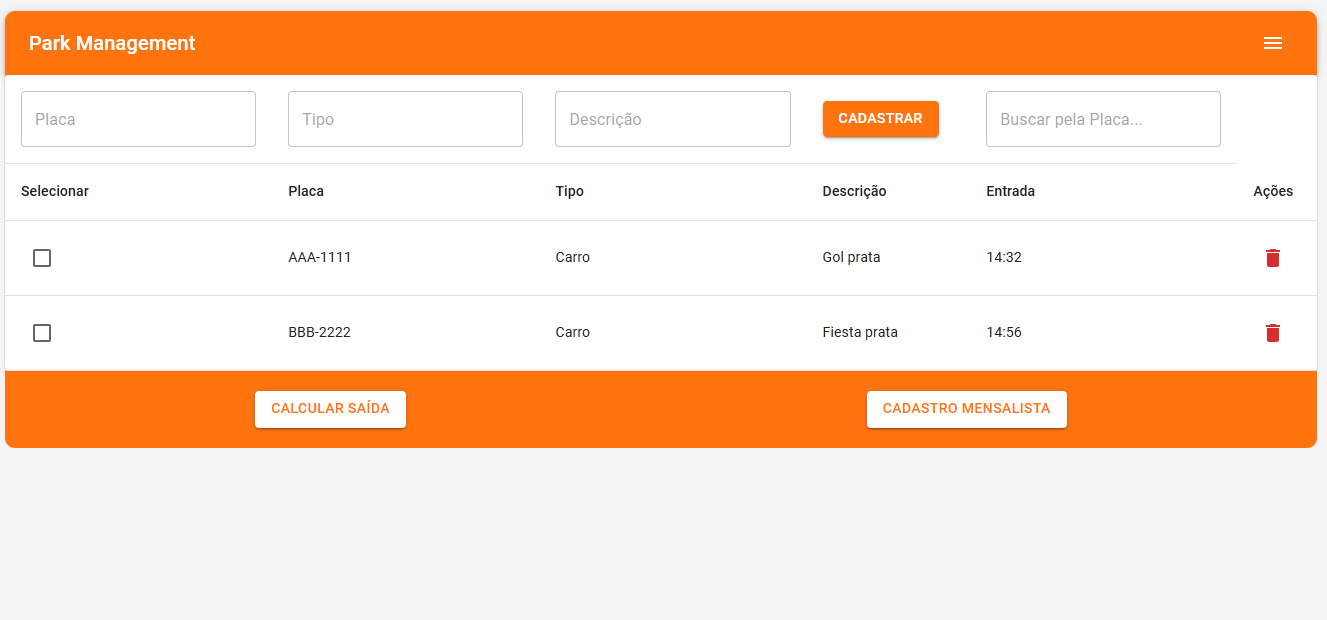 Park Management
Placa Tipo Descrição CADASTRAR Buscar pela Placa...
Selecionar Placa Tipo Descrição Entrada Ações
AAA-1111 Carro Gol prata 14:32
BBB-2222 Carro Fiesta prata 14:56
CALCULAR SAÍDA CADASTRO MENSALISTA